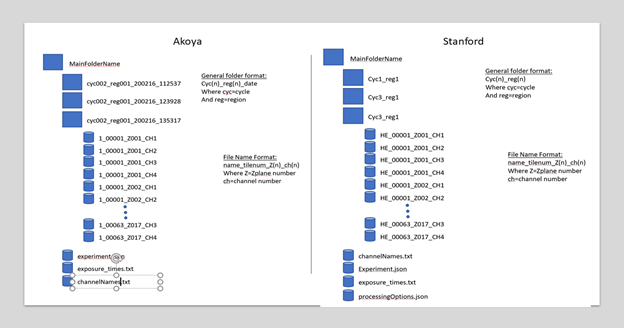 Akoya
MainFolderName
cyc002_reg001_200216_112537
cyc002_reg001_200216_123928
cyc002_reg001_200216_135317
General folder format:
Cyc(n)_reg(n)_date
Where cyc=cycle
And reg=region
1_00001_Z001_CH1
1_00001_Z001_CH2
1_00001_Z001_CH3
1_00001_Z001_CH4
1_00001_Z002_CH1
1_00001_Z002_CH2
1_00063_Z017_CH3
1_00063_Z017_CH4
File Name Format:
name_tilenum_Z(n)_ch(n)
Where Z=Zplane number
ch=channel number
exposure_times.txt
channelNames.txt
Stanford
MainFolderName
Cyc1_reg1
Cyc3_reg1
Cyc3_reg1
General folder format:
Cyc(n)_reg(n)
Where cyc=cycle
And reg=region
HE_00001_Z001_CH1
HE_00001_Z001_CH2
HE_00001_Z001_CH3
HE_00001_Z001_CH4
HE_00001_Z002_CH1
HE_00001_Z002_CH2
HE_00063_Z017_CH3
HE_00063_Z017_CH4
File Name Format:
name_tilenum_Z(n)_ch(n)
Where Z=Zplane number
ch=channel number
channelNames.txt
Experiment.json
exposure_times.txt
processingOptions.json